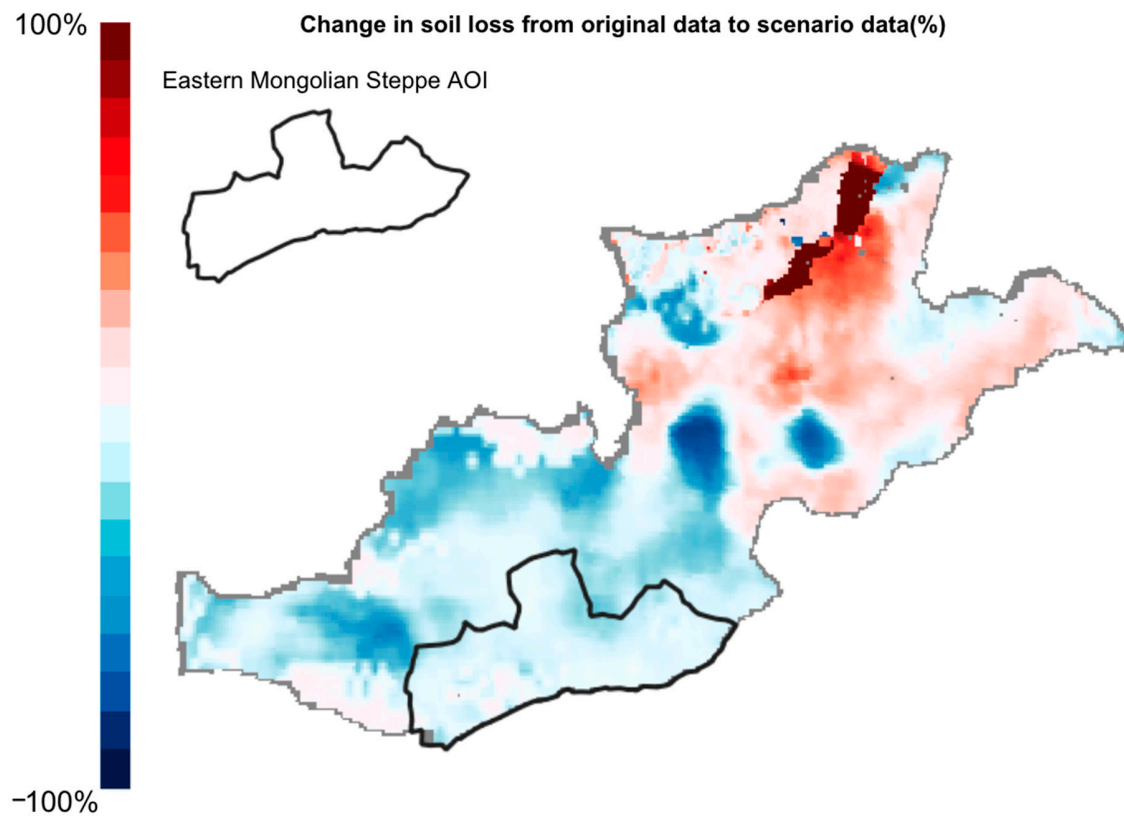 100%
Change in soil loss from original data to scenario data(%)
Eastern Mongolian Steppe AOI
−100%